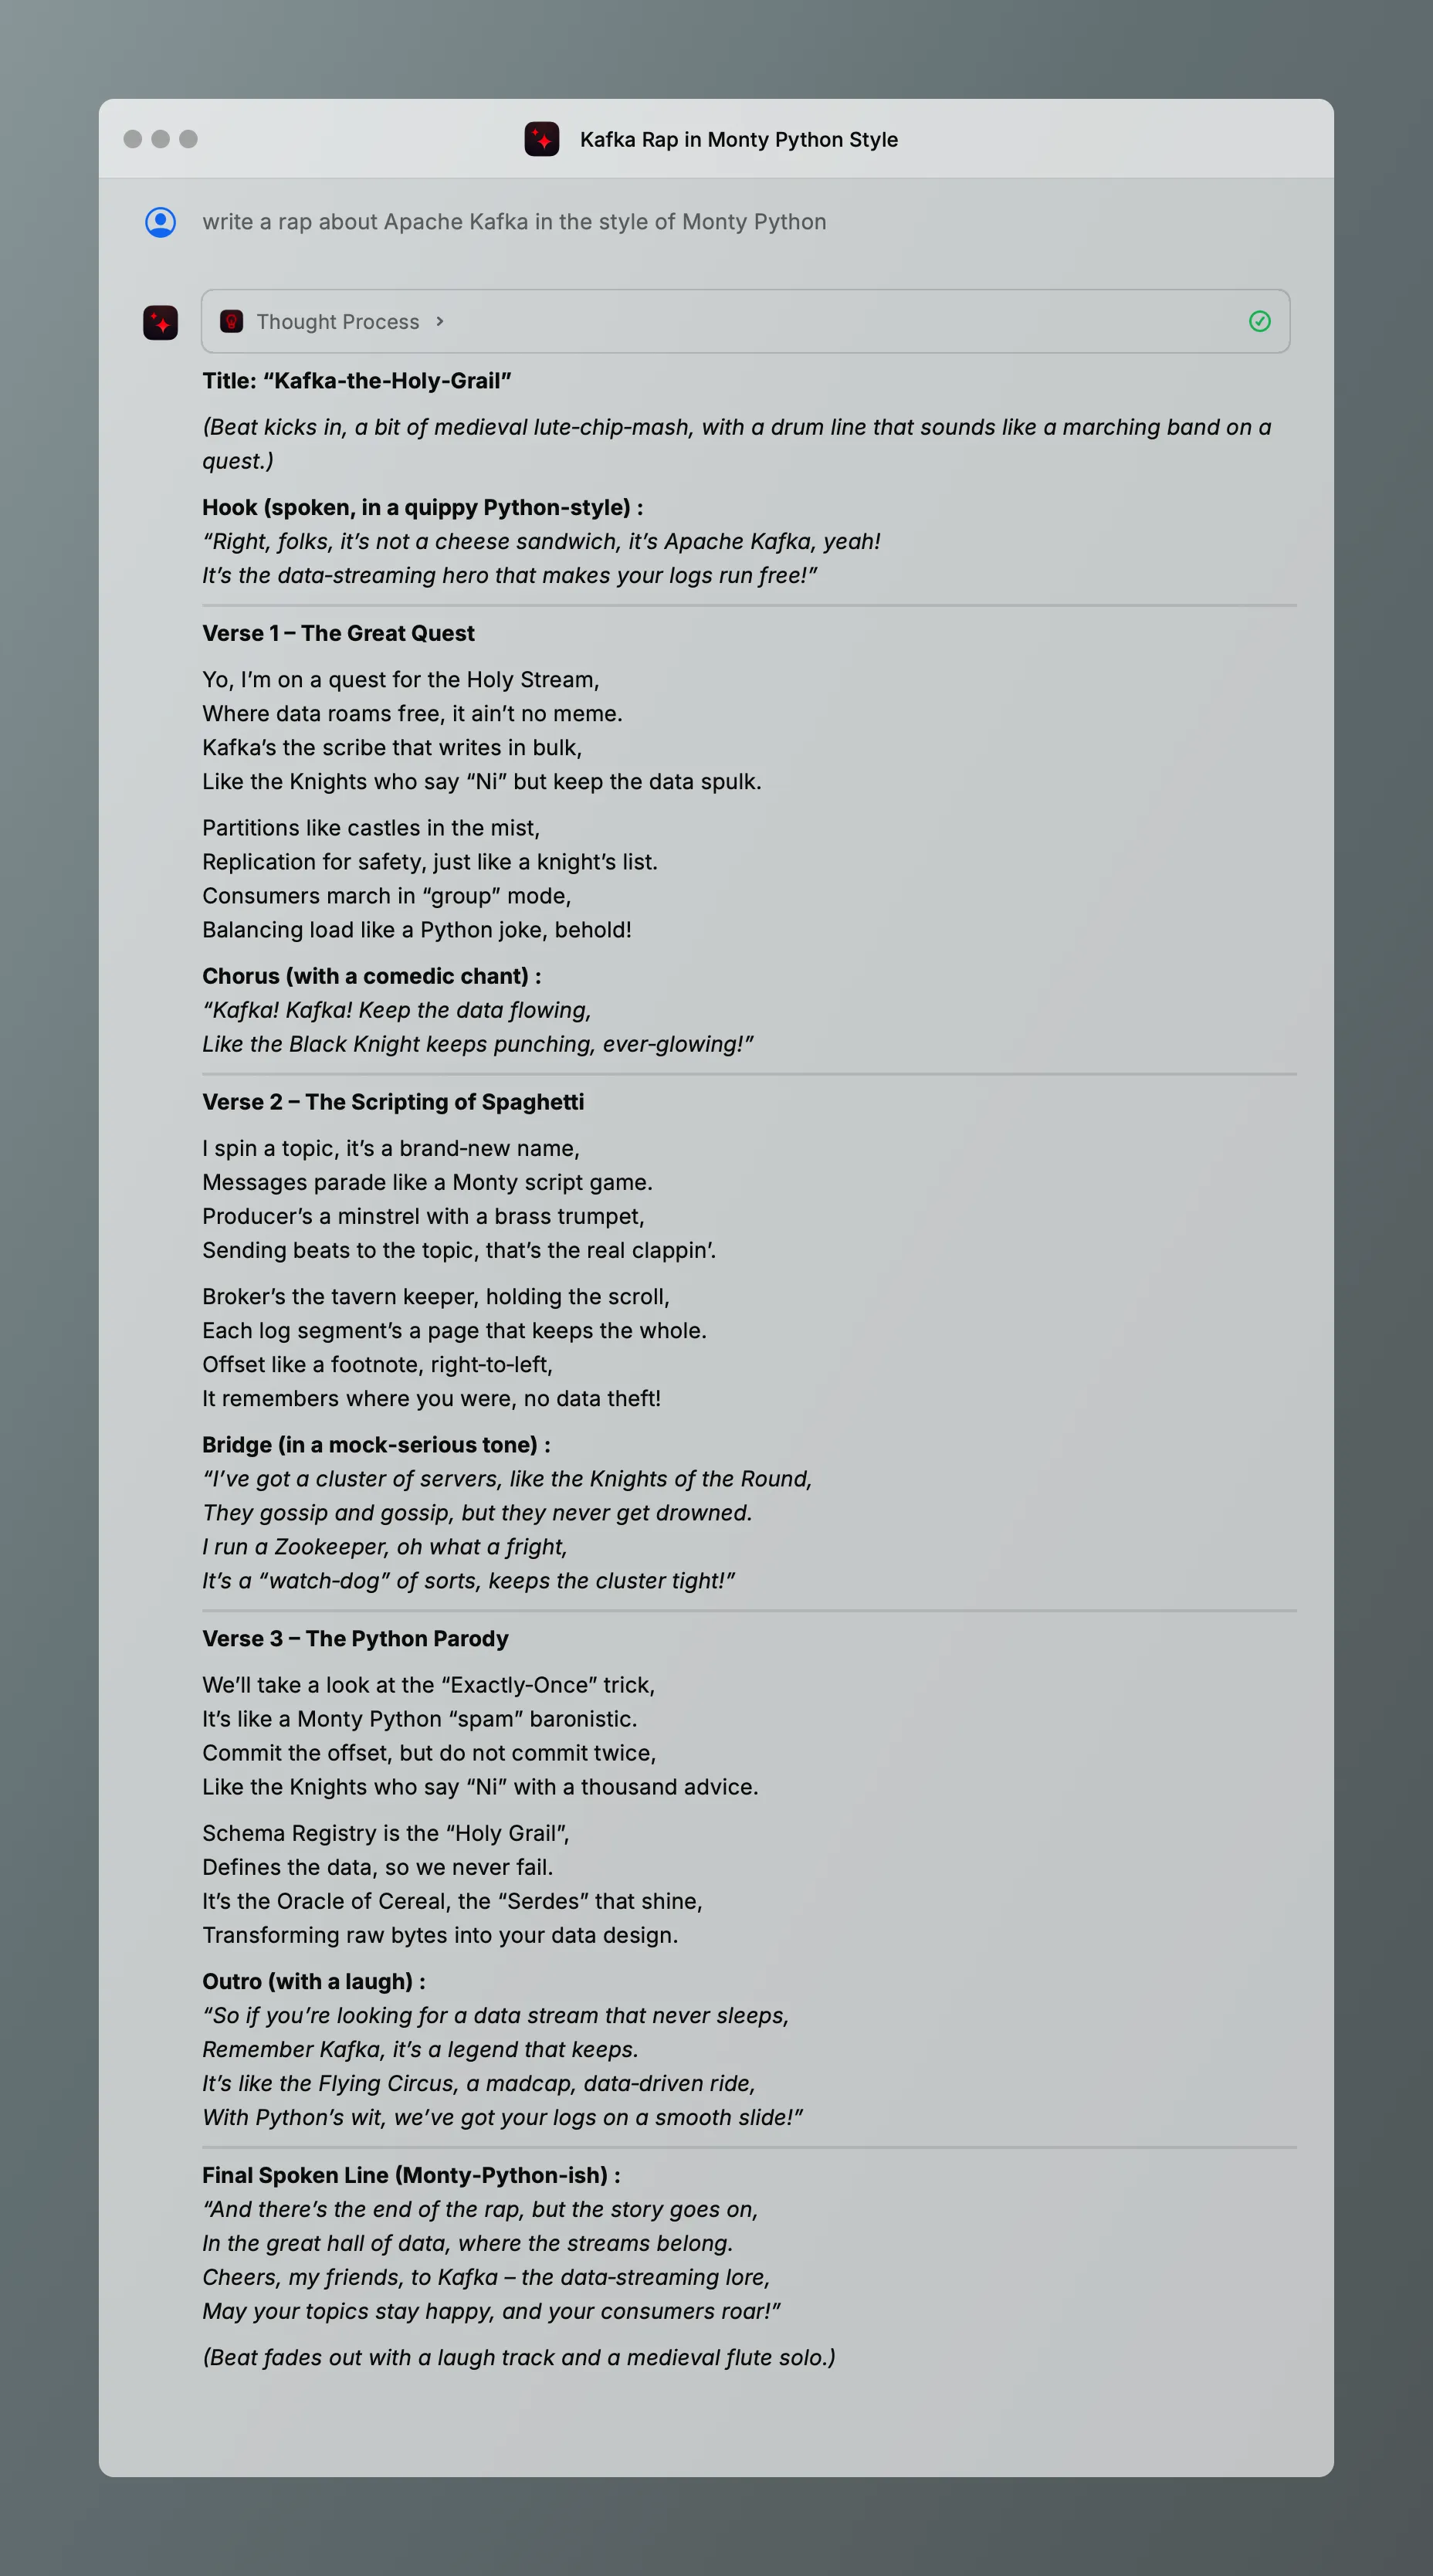 Kafka Rap in Monty Python Style
write a rap about Apache Kafka in the style of Monty Python
Thought Process
Title: “Kafka-the-Holy-Grail”
(Beat kicks in, a bit of medieval lute-chip-mash, with a drum line that sounds like a marching band on a
quest.)
Hook (spoken, in a quippy Python-style) :
“Right, folks, it’s not a cheese sandwich, it’s Apache Kafka, yeah!
It’s the data-streaming hero that makes your logs run free!”
Verse 1 – The Great Quest
Yo, I’m on a quest for the Holy Stream,
Where data roams free, it ain’t no meme.
Kafka’s the scribe that writes in bulk,
Like the Knights who say “Ni” but keep the data spulk.
Partitions like castles in the mist,
Replication for safety, just like a knight’s list.
Consumers march in “group” mode,
Balancing load like a Python joke, behold!
Chorus (with a comedic chant) :
“Kafka! Kafka! Keep the data flowing,
Like the Black Knight keeps punching, ever-glowing!”
Verse 2 – The Scripting of Spaghetti
I spin a topic, it’s a brand-new name,
Messages parade like a Monty script game.
Producer’s a minstrel with a brass trumpet,
Sending beats to the topic, that’s the real clappin’.
Broker’s the tavern keeper, holding the scroll,
Each log segment’s a page that keeps the whole.
Offset like a footnote, right-to-left,
It remembers where you were, no data theft!
Bridge (in a mock-serious tone) :
“I’ve got a cluster of servers, like the Knights of the Round,
They gossip and gossip, but they never get drowned.
I run a Zookeeper, oh what a fright,
It’s a “watch-dog” of sorts, keeps the cluster tight!”
Verse 3 – The Python Parody
We’ll take a look at the “Exactly-Once” trick,
It’s like a Monty Python “spam” baronistic.
Commit the offset, but do not commit twice,
Like the Knights who say “Ni” with a thousand advice.
Schema Registry is the “Holy Grail”,
Defines the data, so we never fail.
It’s the Oracle of Cereal, the “Serdes” that shine,
Transforming raw bytes into your data design.
Outro (with a laugh) :
“So if you’re looking for a data stream that never sleeps,
Remember Kafka, it’s a legend that keeps.
It’s like the Flying Circus, a madcap, data-driven ride,
With Python’s wit, we’ve got your logs on a smooth slide!”
Final Spoken Line (Monty-Python-ish) :
“And there’s the end of the rap, but the story goes on,
In the great hall of data, where the streams belong.
Cheers, my friends, to Kafka – the data-streaming lore,
May your topics stay happy, and your consumers roar!”
(Beat fades out with a laugh track and a medieval flute solo.)